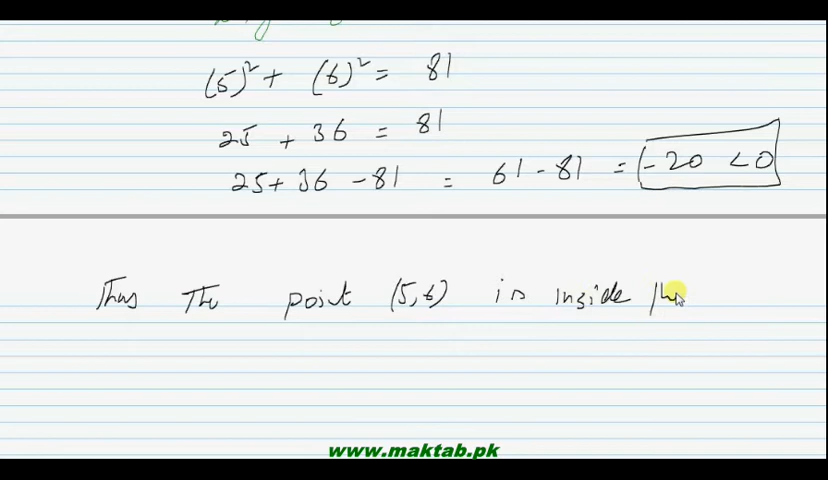 (5)² + (6)² = 81
25 + 36 = 81
25 + 36 - 81 = 61 - 81 = -20 < 0
Thus The point (5,6) is inside the
www.maktab.pk